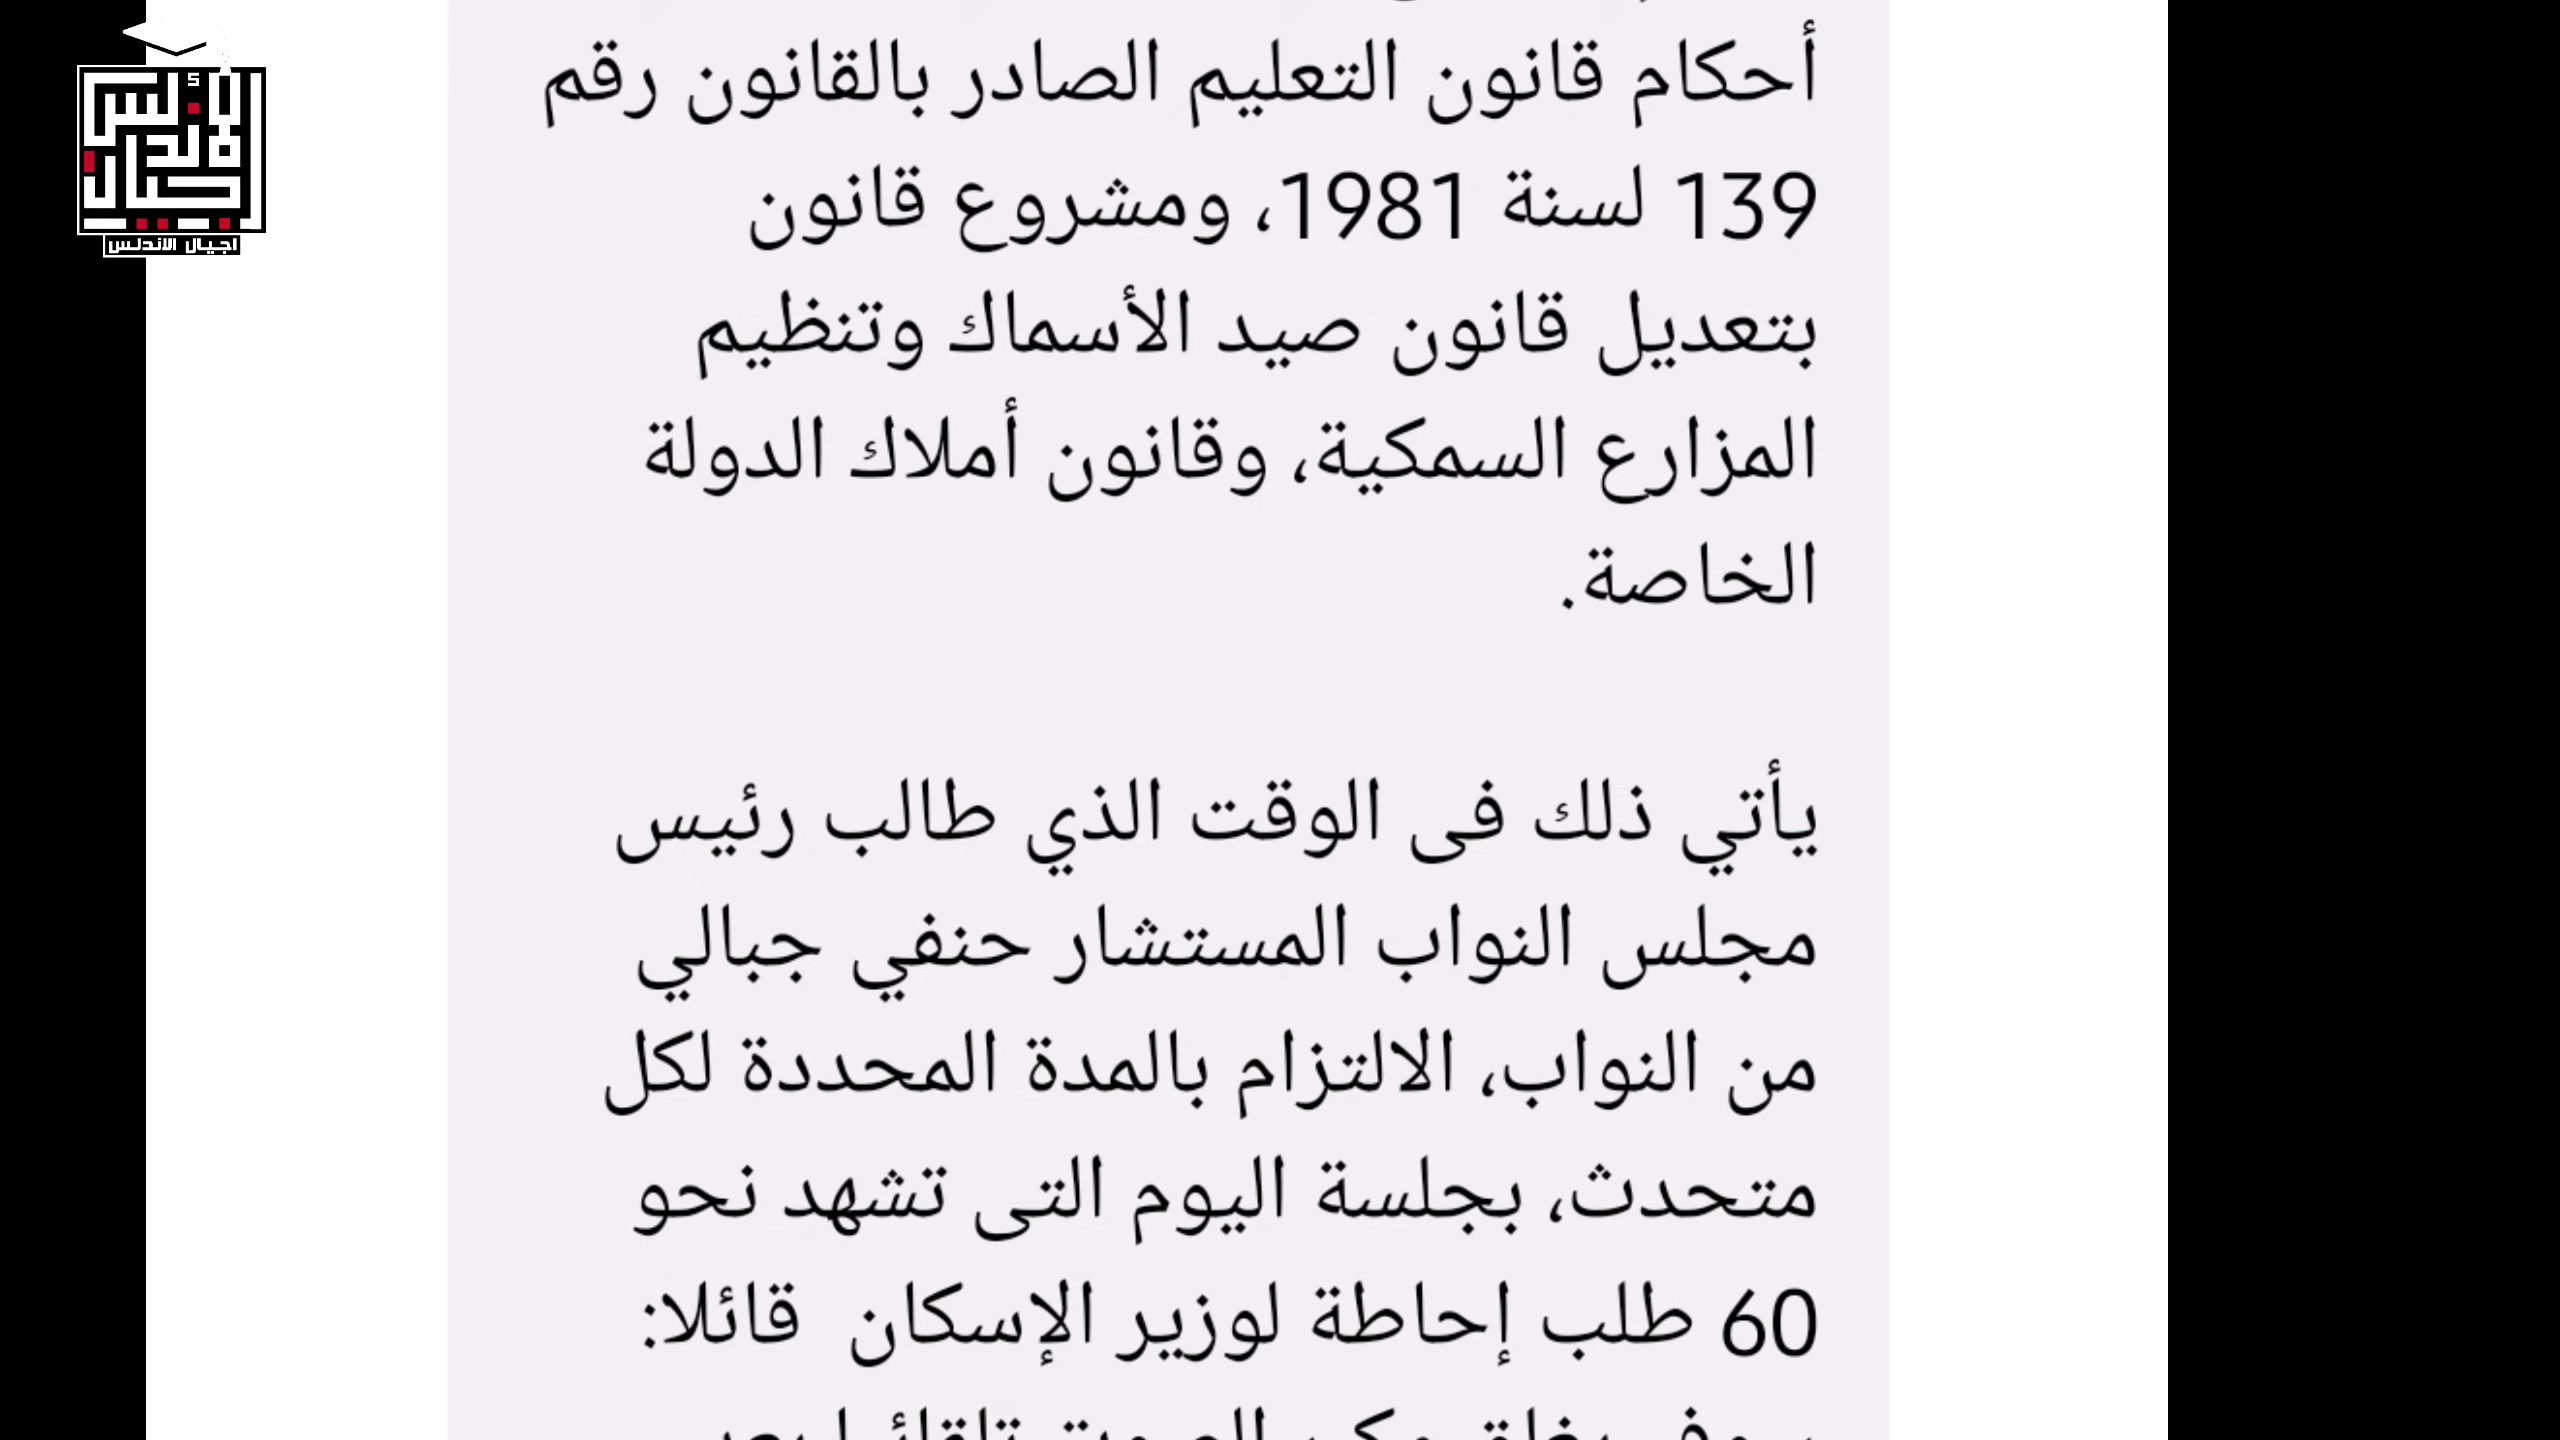 أحكام قانون التعليم الصادر بالقانون رقم
139 لسنة 1981، ومشروع قانون
بتعديل قانون صيد الأسماك وتنظيم
المزارع السمكية، وقانون أملاك الدولة
الخاصة.
يأتي ذلك فى الوقت الذي طالب رئيس
مجلس النواب المستشار حنفي جبالي
من النواب، الالتزام بالمدة المحددة لكل
متحدث، بجلسة اليوم التى تشهد نحو
60 طلب إحاطة لوزير الإسكان قائلا:
اجيال الاندلس